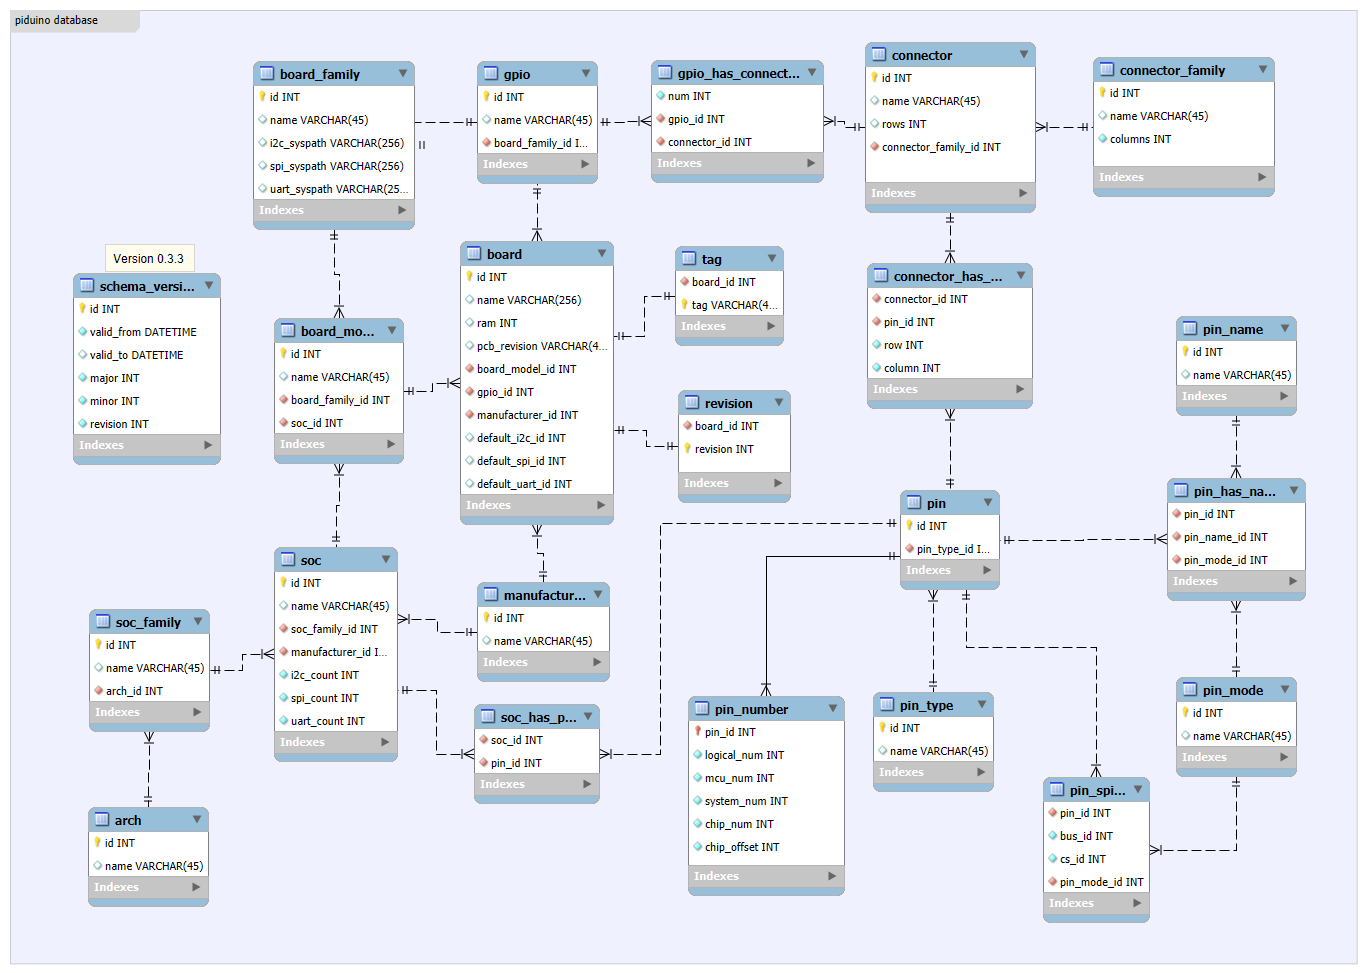 piduino database
board_family
id INT
name VARCHAR(45)
i2c_syspath VARCHAR(256)
spi_syspath VARCHAR(256)
uart_syspath VARCHAR(25...
Indexes
gpio
id INT
name VARCHAR(45)
board_family_id I...
Indexes
gpio_has_connect...
num INT
gpio_id INT
connector_id INT
Indexes
connector
id INT
name VARCHAR(45)
rows INT
connector_family_id INT
Indexes
connector_family
id INT
name VARCHAR(45)
columns INT
Indexes
Version 0.3.3
schema_versi...
id INT
valid_from DATETIME
valid_to DATETIME
major INT
minor INT
revision INT
Indexes
board_mo...
id INT
name VARCHAR(45)
board_family_id INT
soc_id INT
Indexes
board
id INT
name VARCHAR(256)
ram INT
pcb_revision VARCHAR(4...
board_model_id INT
gpio_id INT
manufacturer_id INT
default_i2c_id INT
default_spi_id INT
default_uart_id INT
Indexes
tag
board_id INT
tag VARCHAR(4...
Indexes
revision
board_id INT
revision INT
Indexes
connector_has_...
connector_id INT
pin_id INT
row INT
column INT
Indexes
pin_name
id INT
name VARCHAR(45)
Indexes
pin
id INT
pin_type_id I...
Indexes
pin_has_na...
pin_id INT
pin_name_id INT
pin_mode_id INT
Indexes
soc
id INT
name VARCHAR(45)
soc_family_id INT
manufacturer_id I...
i2c_count INT
spi_count INT
uart_count INT
Indexes
manufactur...
id INT
name VARCHAR(45)
Indexes
soc_family
id INT
name VARCHAR(45)
arch_id INT
Indexes
soc_has_p...
soc_id INT
pin_id INT
Indexes
pin_number
pin_id INT
logical_num INT
mcu_num INT
system_num INT
chip_num INT
chip_offset INT
Indexes
pin_type
id INT
name VARCHAR(45)
Indexes
pin_mode
id INT
name VARCHAR(45)
Indexes
pin_spi...
pin_id INT
bus_id INT
cs_id INT
pin_mode_id INT
Indexes
arch
id INT
name VARCHAR(45)
Indexes